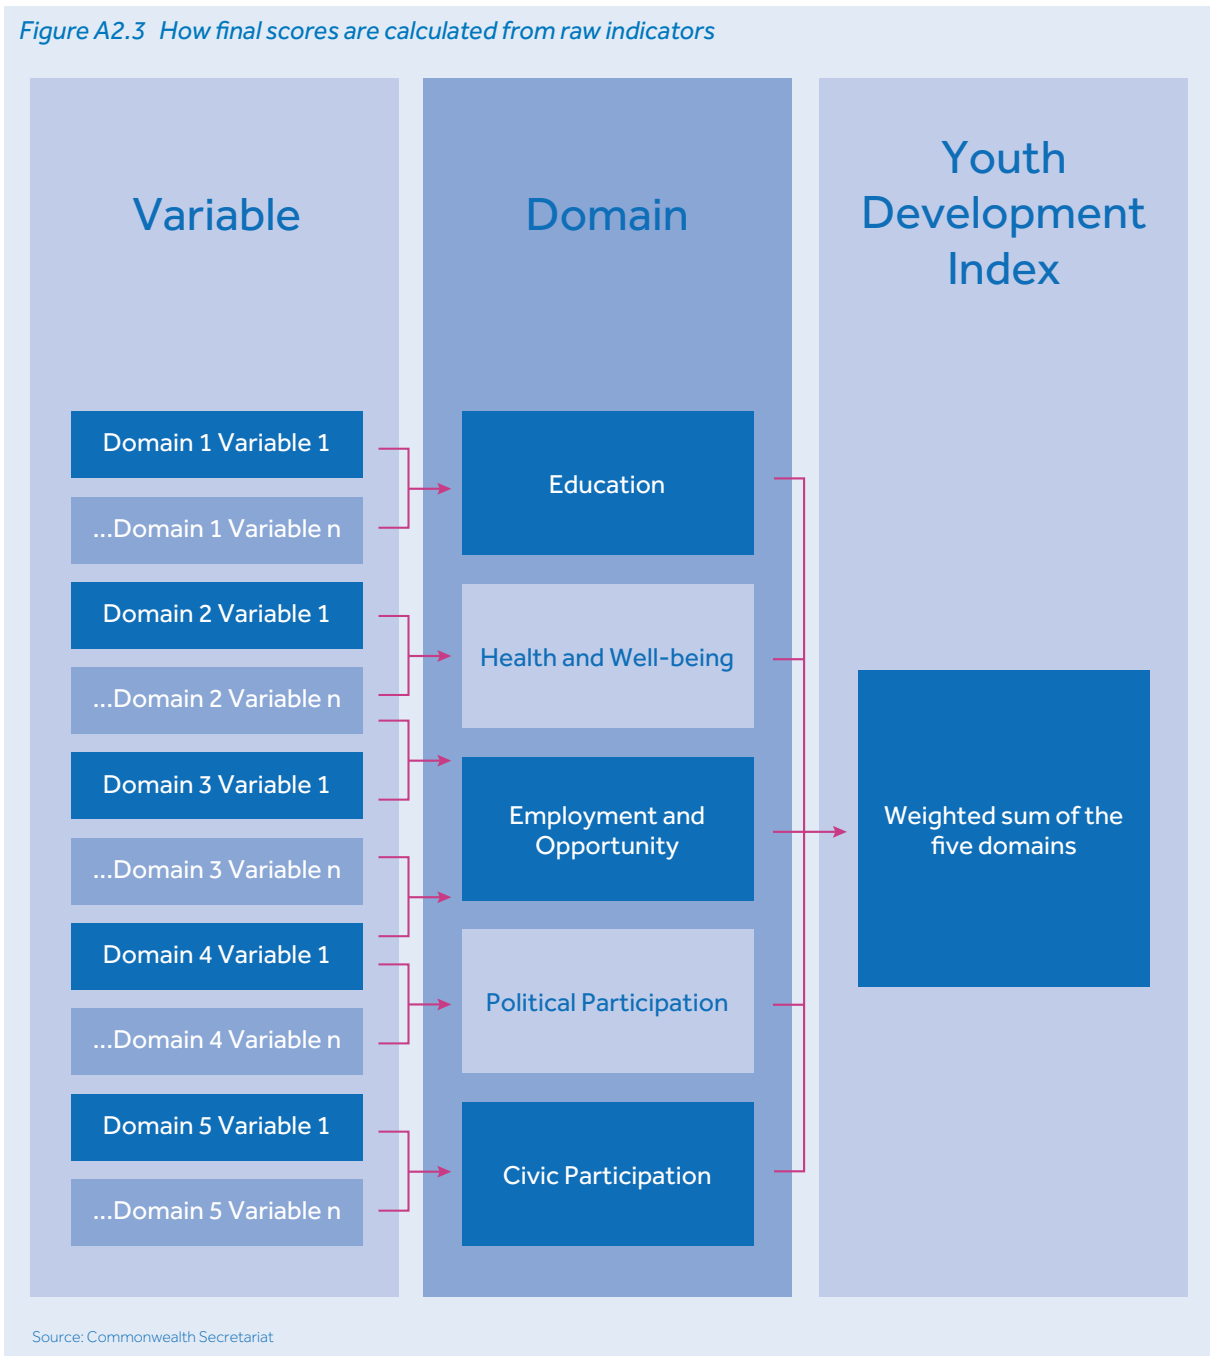 Figure A2.3 How final scores are calculated from raw indicators
Variable
Domain 1 Variable 1
...Domain 1 Variable n
Domain 2 Variable 1
...Domain 2 Variable n
Domain 3 Variable 1
...Domain 3 Variable n
Domain 4 Variable 1
...Domain 4 Variable n
Domain 5 Variable 1
...Domain 5 Variable n
Domain
Education
Health and Well-being
Employment and
Opportunity
Political Participation
Civic Participation
Youth
Development
Index
Weighted sum of the
five domains
Source: Commonwealth Secretariat